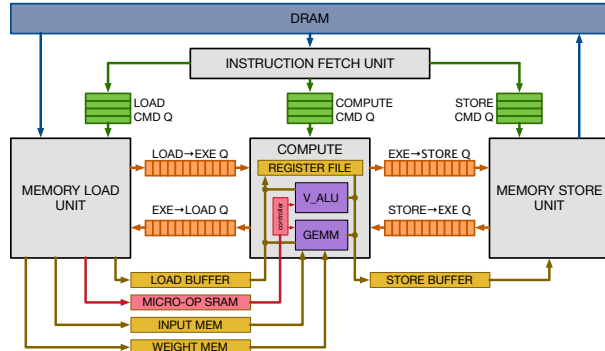 DRAM
INSTRUCTION FETCH UNIT
LOAD
CMD Q
COMPUTE
CMD Q
STORE
CMD Q
MEMORY LOAD
UNIT
LOAD→EXE Q
EXE→LOAD Q
COMPUTE
REGISTER FILE
controller
V_ALU
GEMM
EXE→STORE Q
STORE→EXE Q
MEMORY STORE
UNIT
LOAD BUFFER
STORE BUFFER
MICRO-OP SRAM
INPUT MEM
WEIGHT MEM